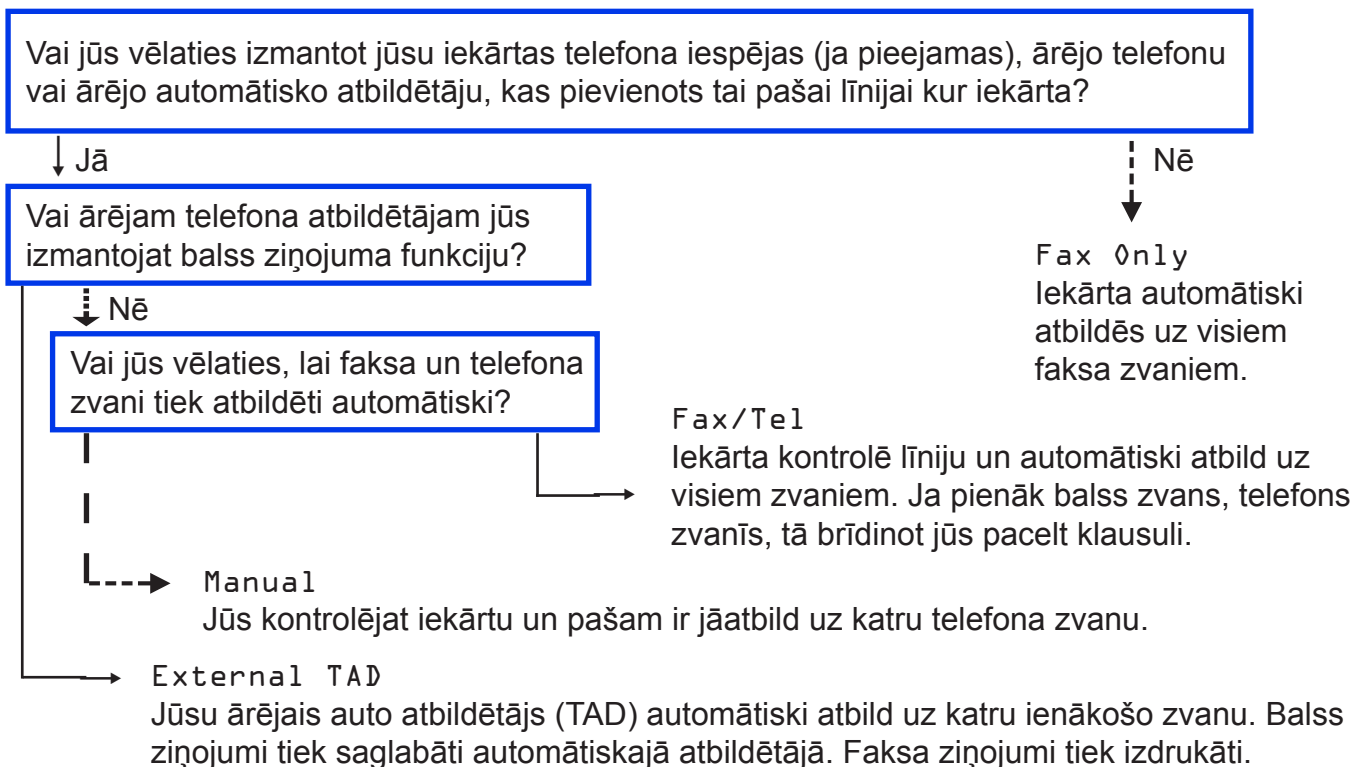 Vai jūs vēlaties izmantot jūsu iekārtas telefona iespējas (ja pieejamas), ārējo telefonu
vai ārējo automātisko atbildētāju, kas pievienots tai pašai līnijai kur iekārta?
Jā
Nē
Vai ārējam telefona atbildētājam jūs
izmantojat balss ziņojuma funkciju?
Fax Only
Iekārta automātiski
atbildēs uz visiem
faksa zvaniem.
Nē
Vai jūs vēlaties, lai faksa un telefona
zvani tiek atbildēti automātiski?
Fax/Tel
Iekārta kontrolē līniju un automātiski atbild uz
visiem zvaniem. Ja pienāk balss zvans, telefons
zvanīs, tā brīdinot jūs pacelt klausuli.
Manual
Jūs kontrolējat iekārtu un pašam ir jāatbild uz katru telefona zvanu.
External TAD
Jūsu ārējais auto atbildētājs (TAD) automātiski atbild uz katru ienākošo zvanu. Balss
ziņojumi tiek saglabāti automātiskajā atbildētājā. Faksa ziņojumi tiek izdrukāti.